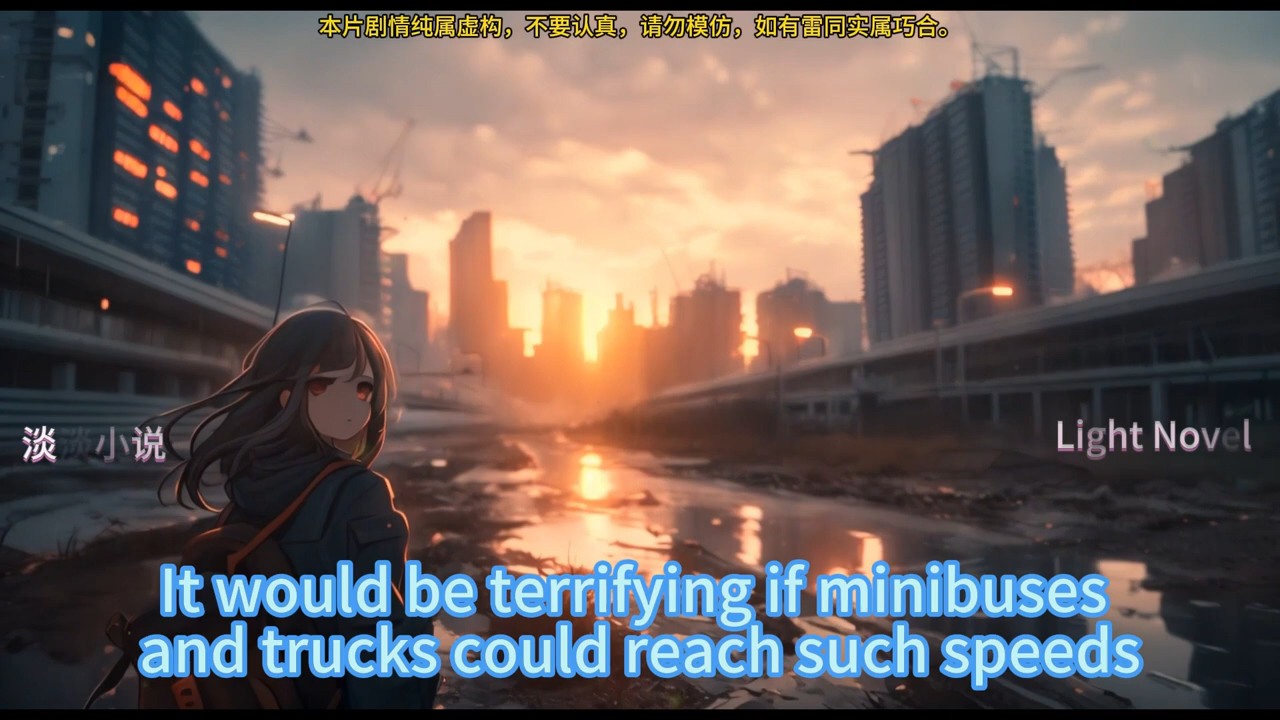 本片剧情纯属虚构，不要认真，请勿模仿，如有雷同实属巧合。
淡淡小说
Light Novel
It would be terrifying if minibuses
and trucks could reach such speeds